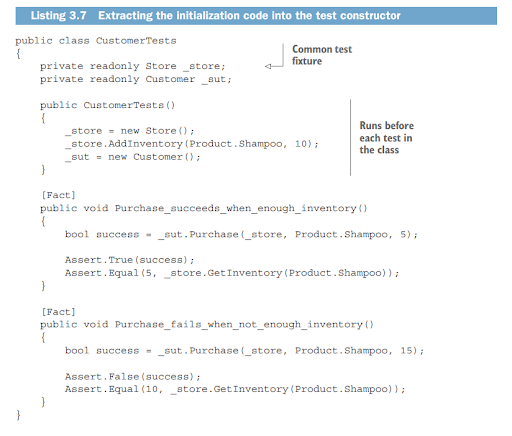 Listing 3.7 Extracting the initialization code into the test constructor
public class CustomerTests
{
    private readonly Store _store;
    private readonly Customer _sut;
Common test
fixture
    public CustomerTests()
    {
        _store = new Store();
        _store.AddInventory(Product.Shampoo, 10);
        _sut = new Customer();
    }
Runs before
each test in
the class
    [Fact]
    public void Purchase_succeeds_when_enough_inventory()
    {
        bool success = _sut.Purchase(_store, Product.Shampoo, 5);
        Assert.True(success);
        Assert.Equal(5, _store.GetInventory(Product.Shampoo));
    }
    [Fact]
    public void Purchase_fails_when_not_enough_inventory()
    {
        bool success = _sut.Purchase(_store, Product.Shampoo, 15);
        Assert.False(success);
        Assert.Equal(10, _store.GetInventory(Product.Shampoo));
    }
}